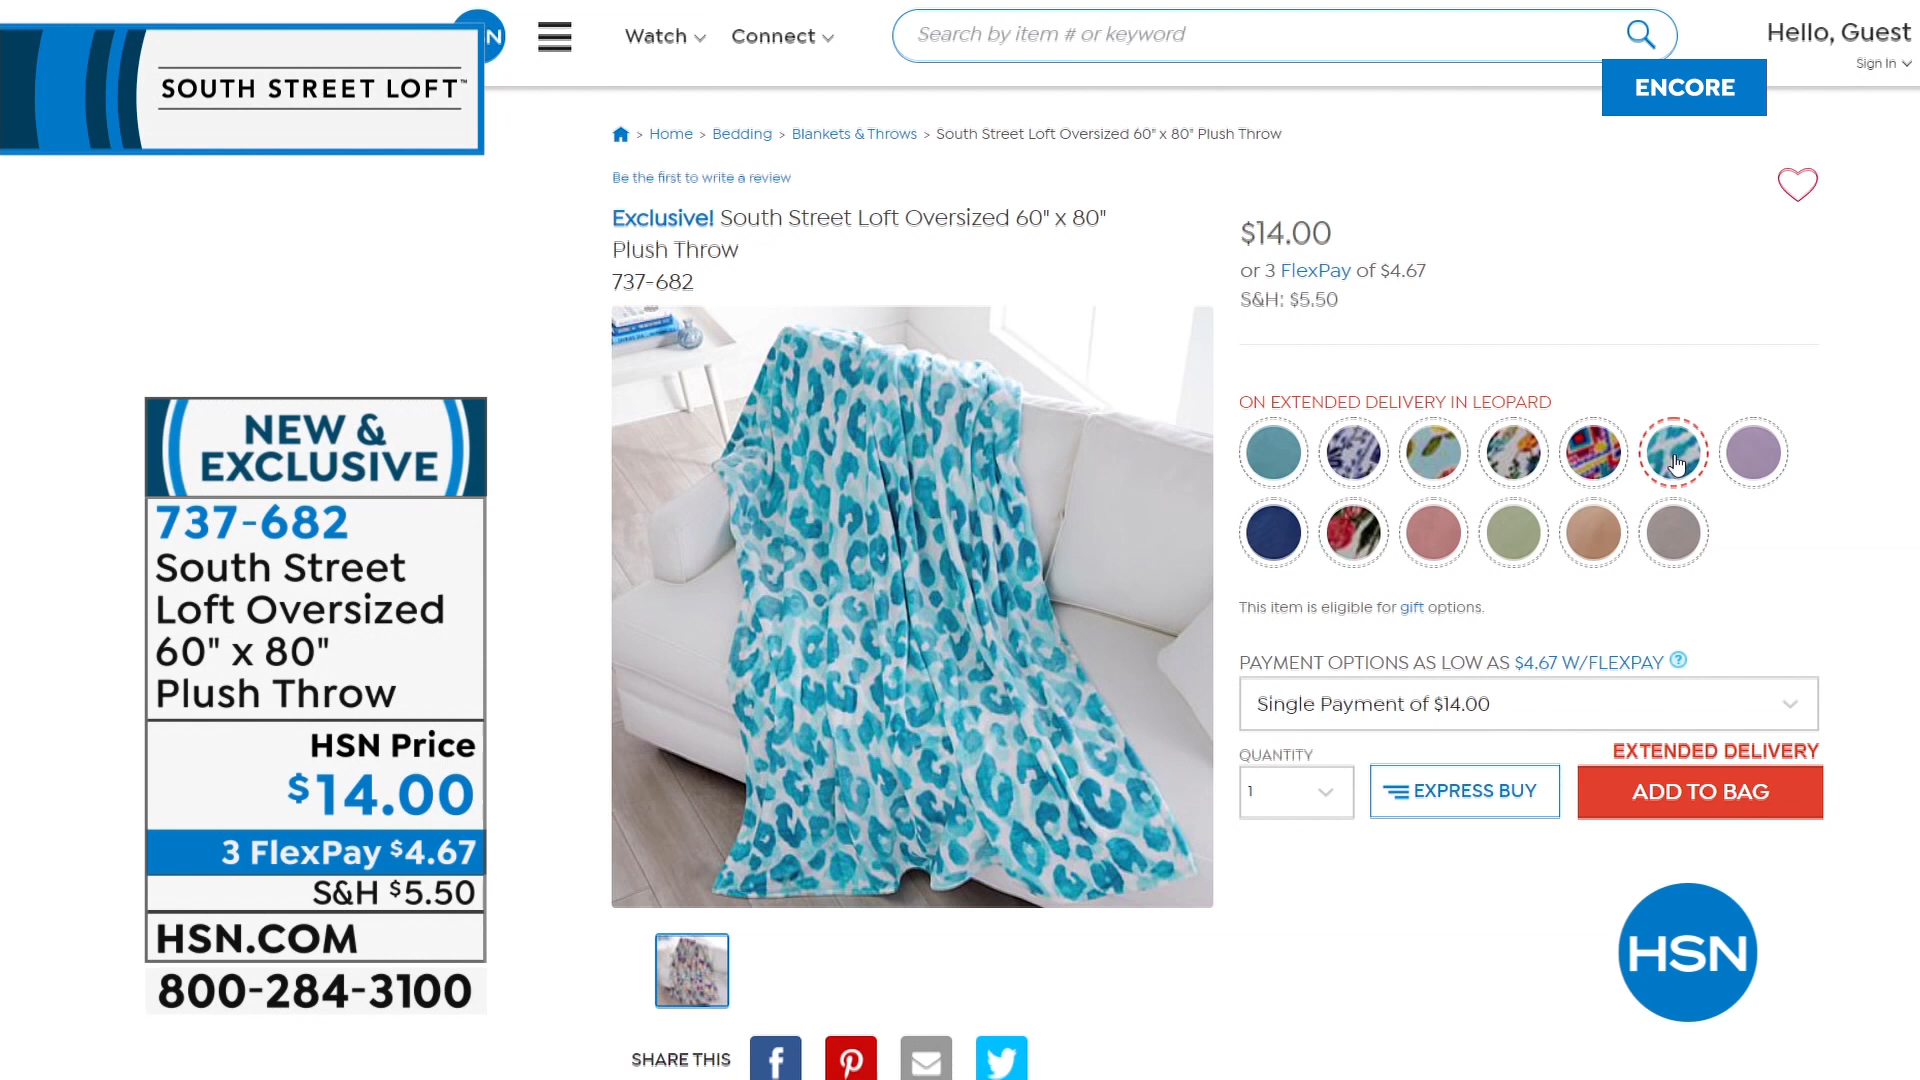 SOUTH STREET LOFT™
N
Watch
Connect
Search by item # or keyword
Hello, Guest
Sign In
ENCORE
> Home > Bedding > Blankets & Throws > South Street Loft Oversized 60" x 80" Plush Throw
Be the first to write a review
Exclusive! South Street Loft Oversized 60" x 80"
Plush Throw
737-682
$14.00
or 3 FlexPay of $4.67
S&H: $5.50
ON EXTENDED DELIVERY IN LEOPARD
This item is eligible for gift options.
PAYMENT OPTIONS AS LOW AS $4.67 W/FLEXPAY ?
Single Payment of $14.00
QUANTITY
1
EXPRESS BUY
EXTENDED DELIVERY
ADD TO BAG
NEW &
EXCLUSIVE
737-682
South Street
Loft Oversized
60" x 80"
Plush Throw
HSN Price
$14.00
3 FlexPay $4.67
S&H $5.50
HSN.COM
800-284-3100
SHARE THIS
HSN